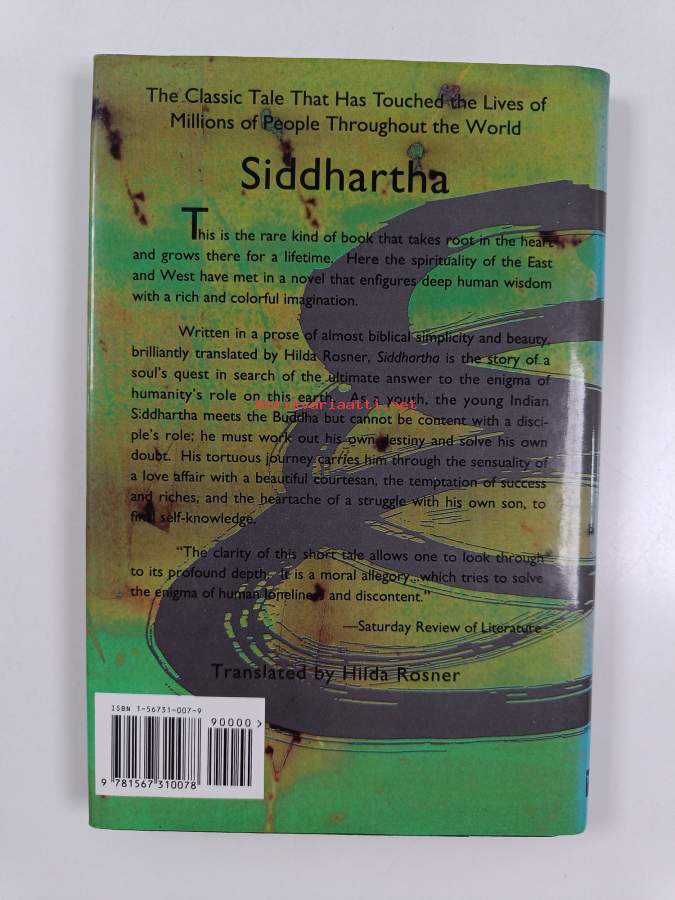 The Classic Tale That Has Touched the Lives of
Millions of People Throughout the World
Siddhartha
This is the rare kind of book that takes root in the heart
and grows there for a lifetime. Here the spirituality of the East
and West have met in a novel that enfigures deep human wisdom
with a rich and colorful imagination.
Written in a prose of almost biblical simplicity and beauty,
brilliantly translated by Hilda Rosner, Siddhartha is the story of a
soul's quest in search of the ultimate answer to the enigma of
humanity's role on this earth. As a youth, the young Indian
Antikvariaatti.net
Siddhartha meets the Buddha but cannot be content with a disci-
ple's role; he must work out his own destiny and solve his own
doubt. His tortuous journey carries him through the sensuality of
a love affair with a beautiful courtesan, the temptation of success
and riches, and the heartache of a struggle with his own son, to
final self-knowledge.
"The clarity of this short tale allows one to look through
to its profound depth. It is a moral allegory...which tries to solve
the enigma of human loneliness and discontent."
—Saturday Review of Literature
Translated by Hilda Rosner
ISBN 1-56731-007-9
90000>
9 781567 310078